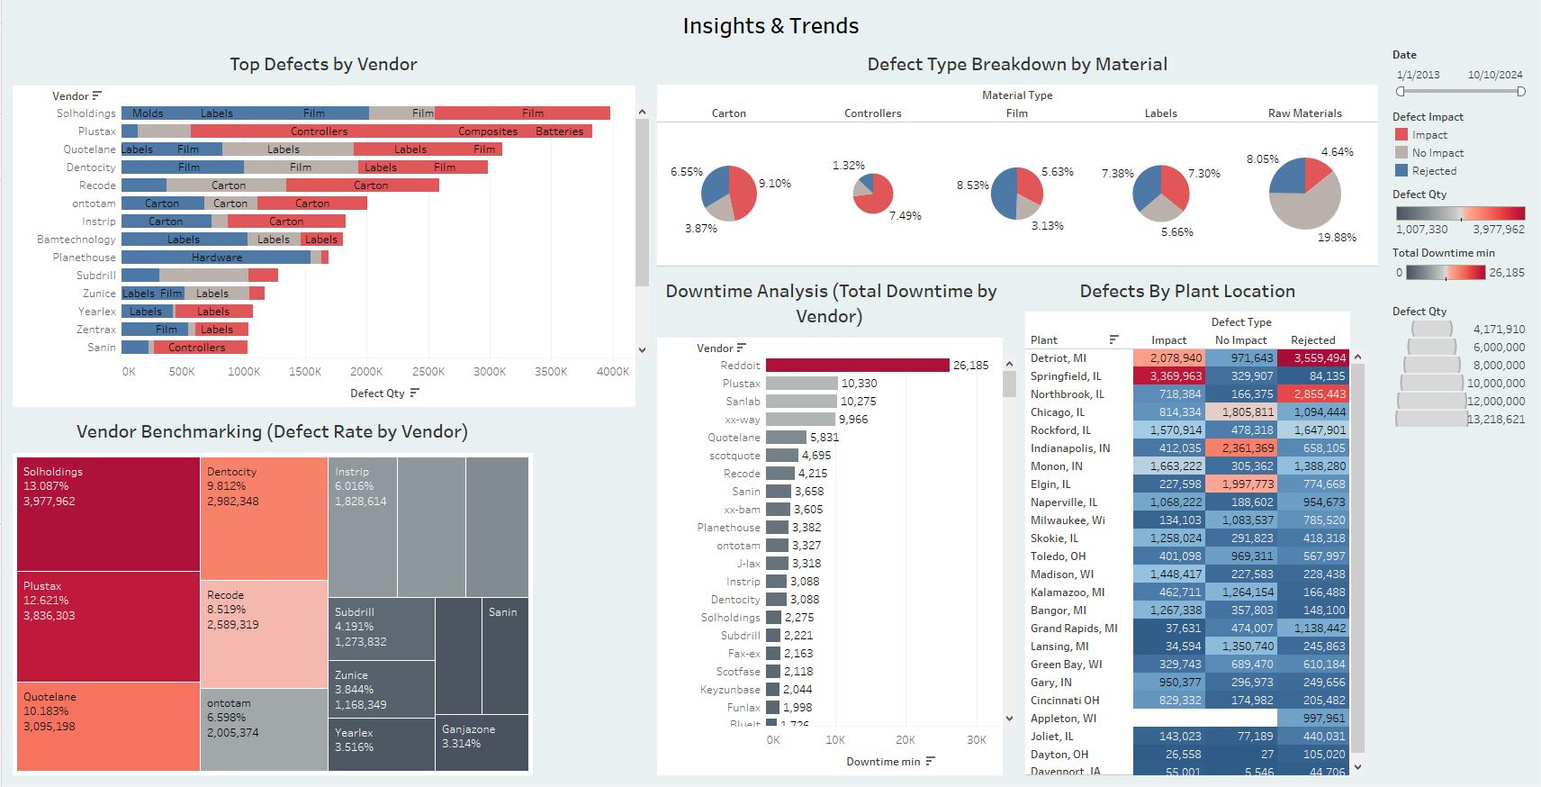 Insights & Trends
Top Defects by Vendor
Vendor
Solholdings Molds Labels Film Film Film
Plustax Controllers Composites Batteries
Quotelane Labels Film Labels Labels Film
Dentocity Film Film Labels Film
Recode Carton Carton
ontotam Carton Carton Carton
Instrip Carton Carton
Bamtechnology Labels Labels Labels
Planethouse Hardware
Subdrill
Zunice Labels Film Labels
Yearlex Labels Labels
Zentrax Film Labels
Sanin Controllers
0K 500K 1000K 1500K 2000K 2500K 3000K 3500K 4000K
Defect Qty
Defect Type Breakdown by Material
Material Type
Carton Controllers Film Labels Raw Materials
6.55% 9.10% 3.87%
1.32% 7.49%
8.53% 5.63% 3.13%
7.38% 7.30% 5.66%
8.05% 4.64% 19.88%
Date
1/1/2013 10/10/2024
Defect Impact
Impact
No Impact
Rejected
Defect Qty
1,007,330 3,977,962
Total Downtime min
0 26,185
Defect Qty
4,171,910
6,000,000
8,000,000
10,000,000
12,000,000
13,218,621
Vendor Benchmarking (Defect Rate by Vendor)
Solholdings
13.087%
3,977,962
Plustax
12.621%
3,836,303
Quotelane
10.183%
3,095,198
Dentocity
9.812%
2,982,348
Recode
8.519%
2,589,319
ontotam
6.598%
2,005,374
Instrip
6.016%
1,828,614
Subdrill
4.191%
1,273,832
Zunice
3.844%
1,168,349
Yearlex
3.516%
Sanin
Ganjazone
3.314%
Downtime Analysis (Total Downtime by
Vendor)
Vendor
Reddoit 26,185
Plustax 10,330
Sanlab 10,275
xx-way 9,966
Quotelane 5,831
scotquote 4,695
Recode 4,215
Sanin 3,658
xx-bam 3,605
Planethouse 3,382
ontotam 3,327
J-lax 3,318
Instrip 3,088
Dentocity 3,088
Solholdings 2,275
Subdrill 2,221
Fax-ex 2,163
Scotfase 2,118
Keyzunbase 2,044
Funlax 1,998
Blueit 1,726
0K 10K 20K 30K
Downtime min
Defects By Plant Location
Defect Type
Plant Impact No Impact Rejected
Detriot, MI 2,078,940 971,643 3,559,494
Springfield, IL 3,369,963 329,907 84,135
Northbrook, IL 718,384 166,375 2,855,443
Chicago, IL 814,334 1,805,811 1,094,444
Rockford, IL 1,570,914 478,318 1,647,901
Indianapolis, IN 412,035 2,361,369 658,105
Monon, IN 1,663,222 305,362 1,388,280
Elgin, IL 227,598 1,997,773 774,668
Naperville, IL 1,068,222 188,602 954,673
Milwaukee, Wi 134,103 1,083,537 785,520
Skokie, IL 1,258,024 291,823 418,318
Toledo, OH 401,098 969,311 567,997
Madison, WI 1,448,417 227,583 228,438
Kalamazoo, MI 462,711 1,264,154 166,488
Bangor, MI 1,267,338 357,803 148,100
Grand Rapids, MI 37,631 474,007 1,138,442
Lansing, MI 34,594 1,350,740 245,863
Green Bay, WI 329,743 689,470 610,184
Gary, IN 950,377 296,973 249,656
Cincinnati OH 829,332 174,982 205,482
Appleton, WI 997,961
Joliet, IL 143,023 77,189 440,031
Dayton, OH 26,558 27 105,020
Davenport, IA 55,001 5,546 44,706